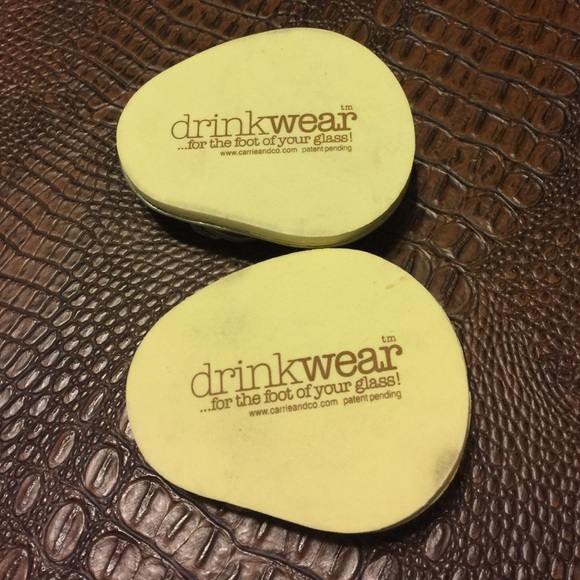 drinkwear™
...for the foot of your glass!
www.carrieandco.com patent pending
drinkwear™
...for the foot of your glass!
www.carrieandco.com patent pending